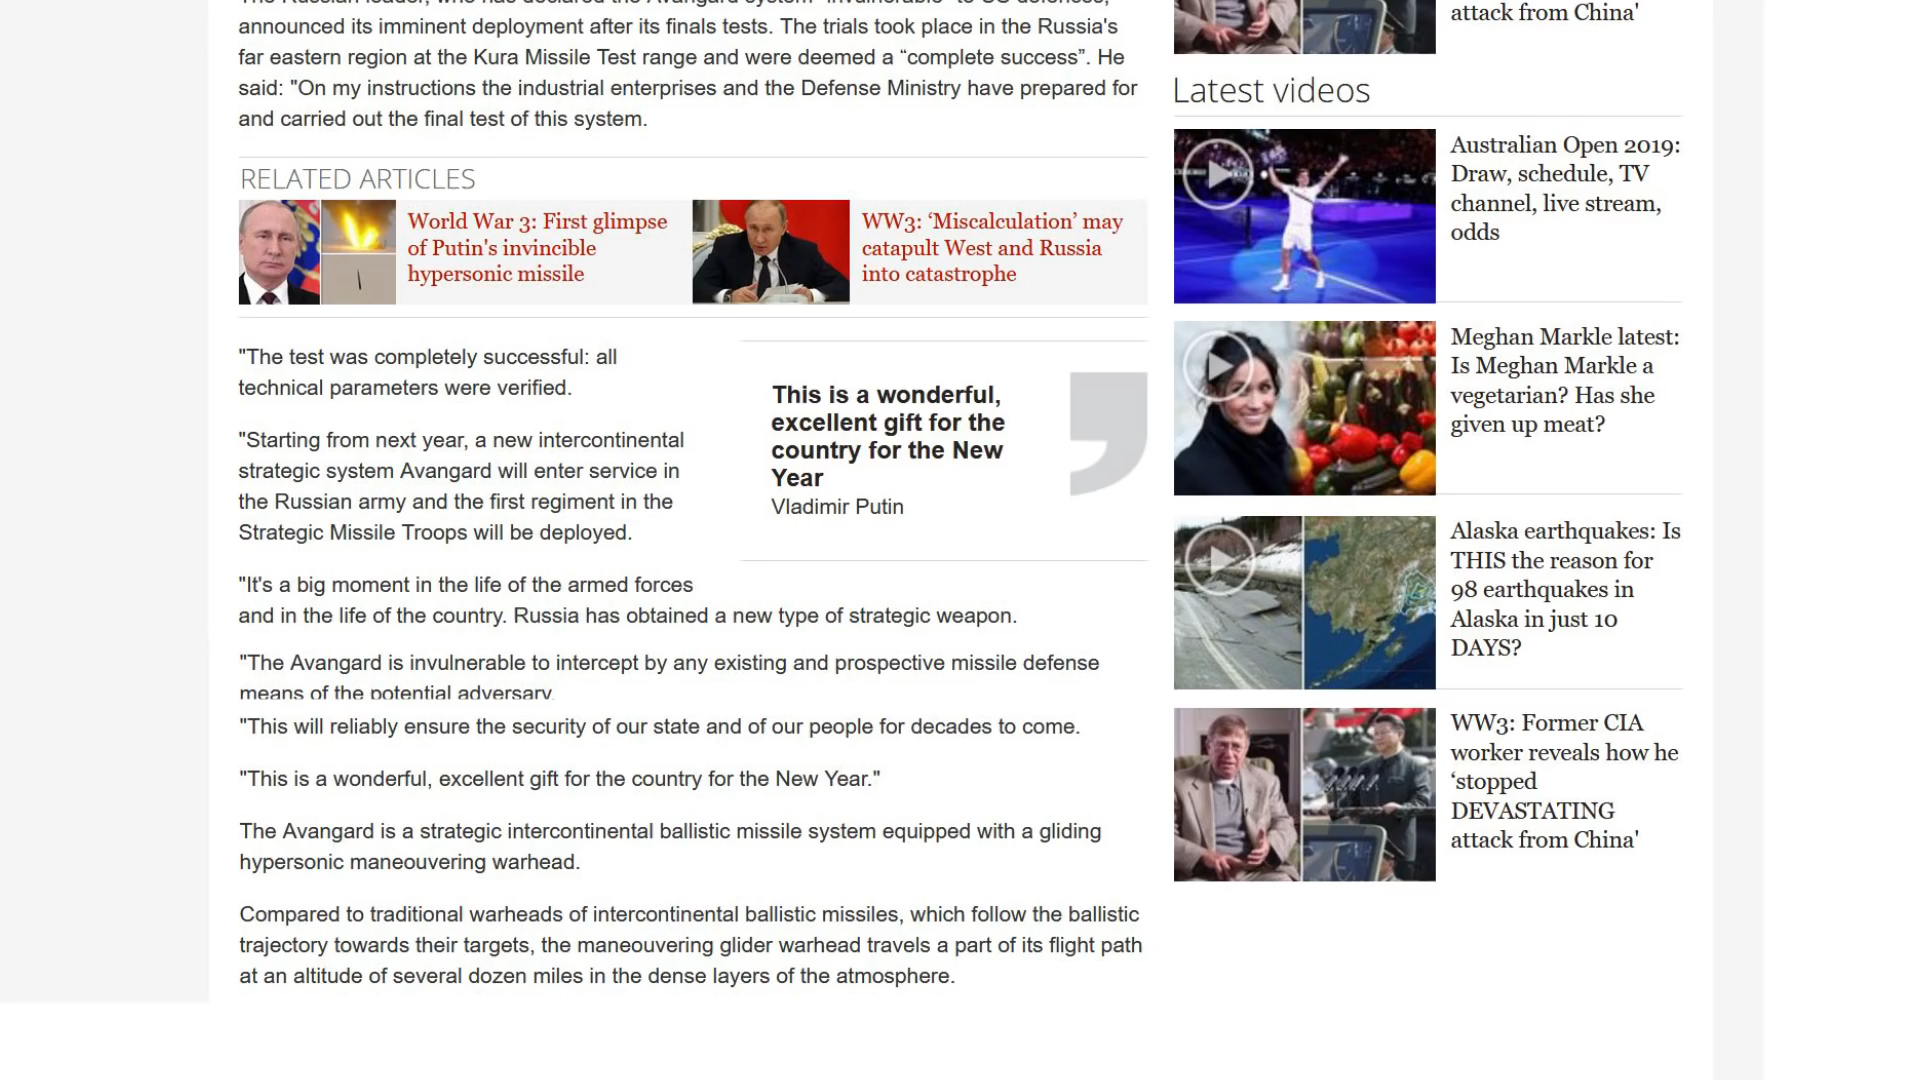 The Russian leader, who has declared the Avangard system "invulnerable" to US defences,
announced its imminent deployment after its finals tests. The trials took place in the Russia's
far eastern region at the Kura Missile Test range and were deemed a “complete success”. He
said: "On my instructions the industrial enterprises and the Defense Ministry have prepared for
and carried out the final test of this system.
RELATED ARTICLES
World War 3: First glimpse
of Putin's invincible
hypersonic missile
WW3: ‘Miscalculation’ may
catapult West and Russia
into catastrophe
"The test was completely successful: all
technical parameters were verified.
"Starting from next year, a new intercontinental
strategic system Avangard will enter service in
the Russian army and the first regiment in the
Strategic Missile Troops will be deployed.
This is a wonderful,
excellent gift for the
country for the New
Year
Vladimir Putin
"It's a big moment in the life of the armed forces
and in the life of the country. Russia has obtained a new type of strategic weapon.
"The Avangard is invulnerable to intercept by any existing and prospective missile defense
means of the potential adversary.
"This will reliably ensure the security of our state and of our people for decades to come.
"This is a wonderful, excellent gift for the country for the New Year."
The Avangard is a strategic intercontinental ballistic missile system equipped with a gliding
hypersonic maneouvering warhead.
Compared to traditional warheads of intercontinental ballistic missiles, which follow the ballistic
trajectory towards their targets, the maneouvering glider warhead travels a part of its flight path
at an altitude of several dozen miles in the dense layers of the atmosphere.
attack from China'
Latest videos
Australian Open 2019:
Draw, schedule, TV
channel, live stream,
odds
Meghan Markle latest:
Is Meghan Markle a
vegetarian? Has she
given up meat?
Alaska earthquakes: Is
THIS the reason for
98 earthquakes in
Alaska in just 10
DAYS?
WW3: Former CIA
worker reveals how he
‘stopped
DEVASTATING
attack from China'